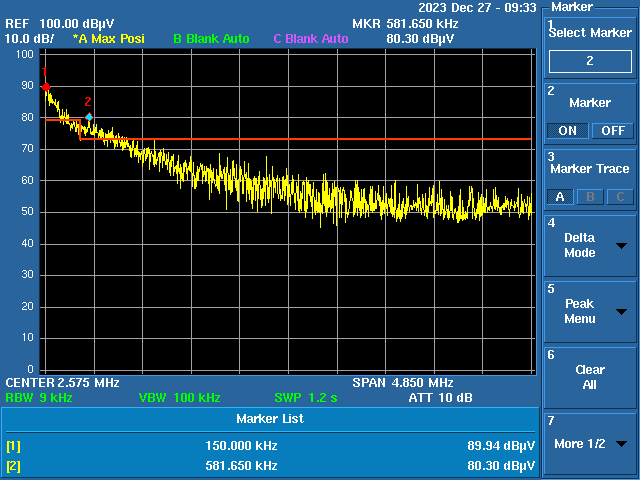 2023 Dec 27 - 09:33
Marker
REF 100.00 dBµV
MKR 581.650 kHz
10.0 dB/ *A Max Posi B Blank Auto C Blank Auto 80.30 dBµV
1
Select Marker
2
100
90
80
70
60
50
40
30
20
10
0
1
2
2
Marker
ON OFF
3
Marker Trace
A B C
4
Delta
Mode
5
Peak
Menu
6
Clear
All
7
More 1/2
CENTER 2.575 MHz SPAN 4.850 MHz
RBW 9 kHz VBW 100 kHz SWP 1.2 s ATT 10 dB
Marker List
[1] 150.000 kHz 89.94 dBµV
[2] 581.650 kHz 80.30 dBµV